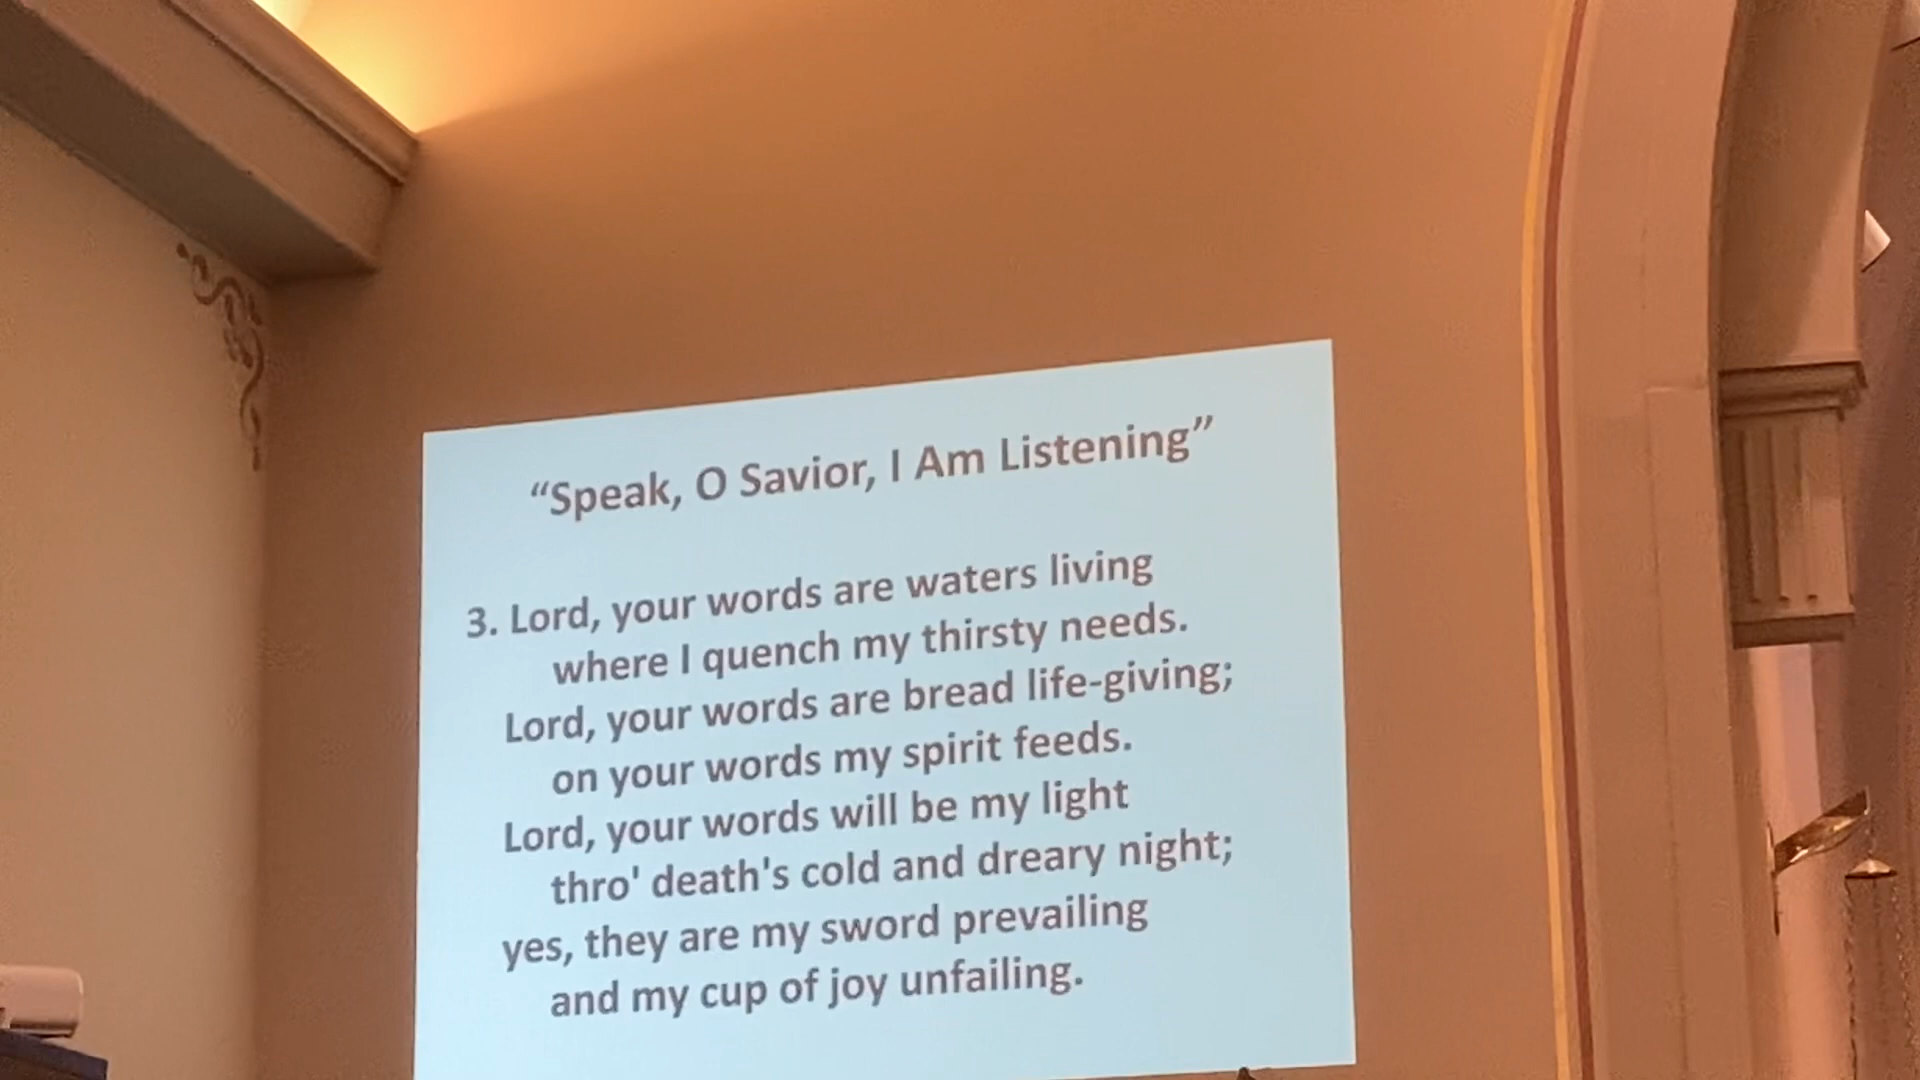 “Speak, O Savior, I Am Listening”
3. Lord, your words are waters living
where I quench my thirsty needs.
Lord, your words are bread life-giving;
on your words my spirit feeds.
Lord, your words will be my light
thro' death's cold and dreary night;
yes, they are my sword prevailing
and my cup of joy unfailing.